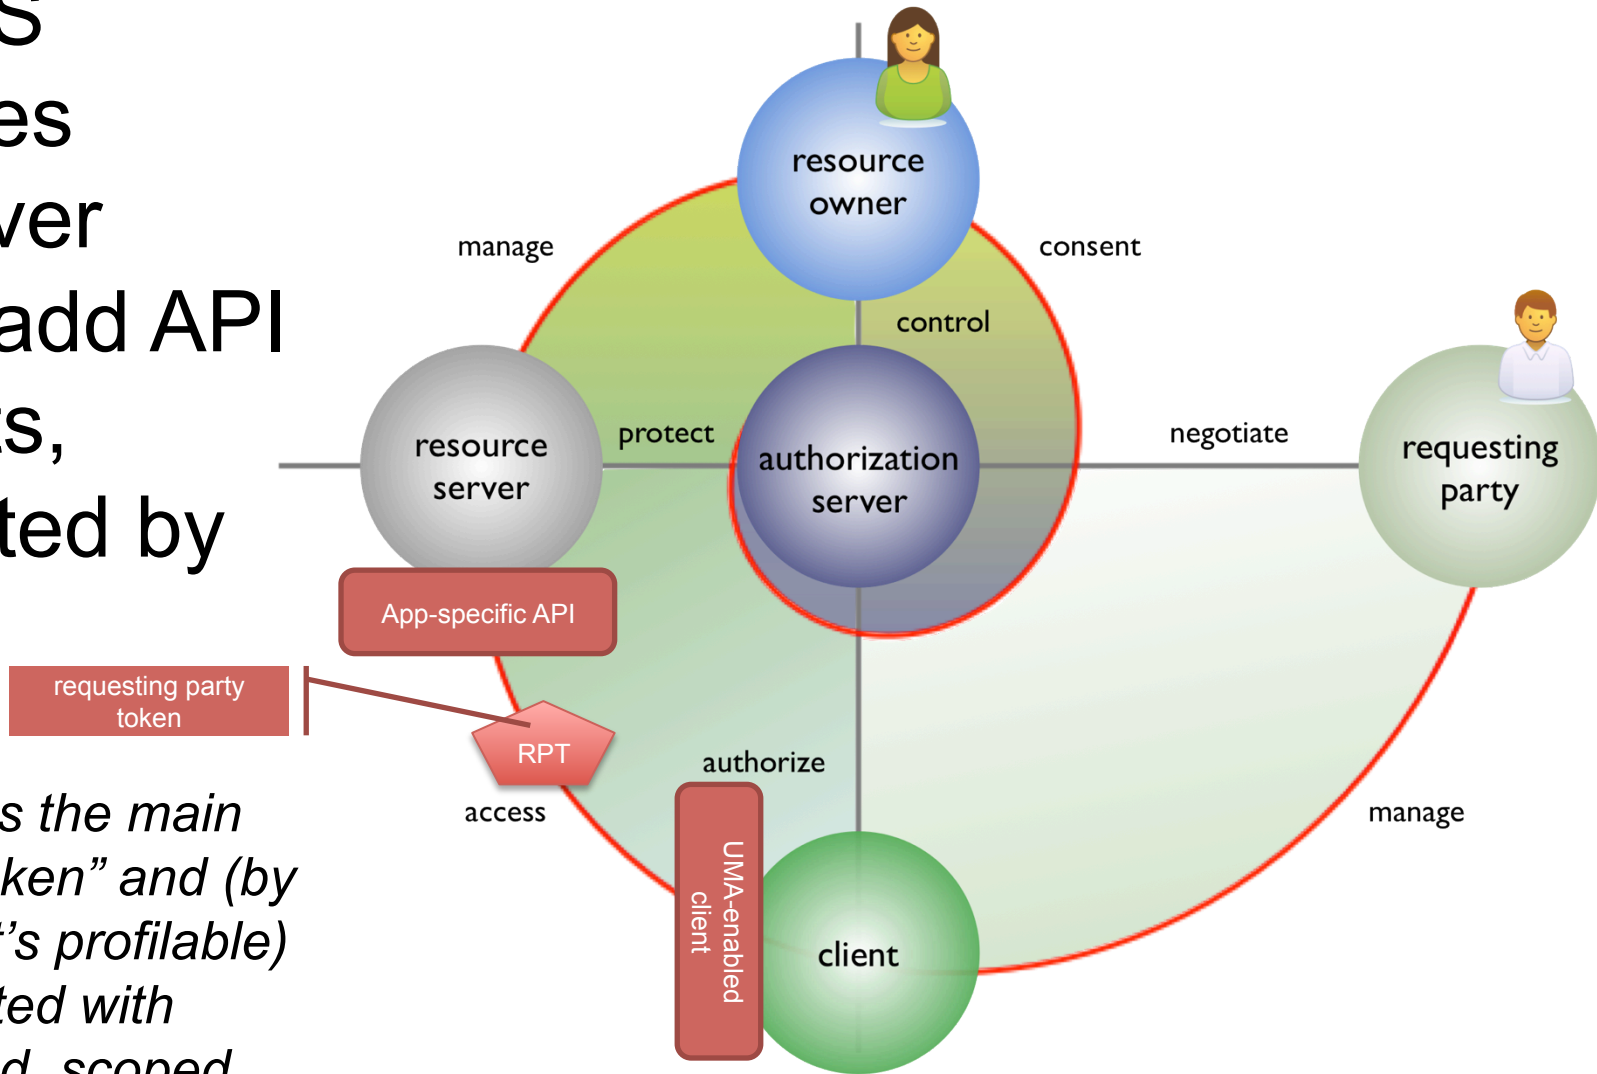 S
es
ver
add API
ts,
ted by
s the main
ken” and (by
t’s profilable)
ted with
d, scoped
resource
owner
manage
consent
control
resource
server
protect
authorization
server
negotiate
requesting
party
App-specific API
requesting party
token
RPT
authorize
access
manage
UMA-enabled
client
client